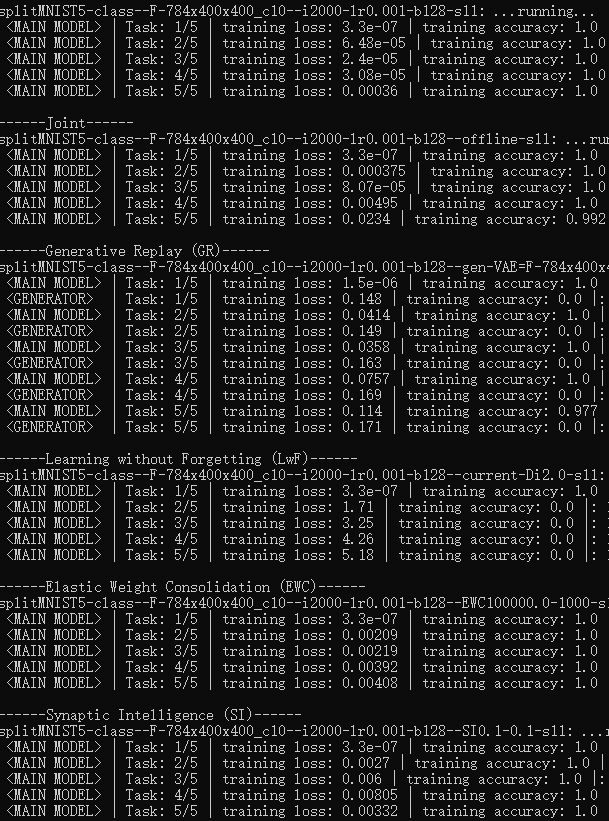 splitMNIST5-class--F-784x400x400_c10--i2000-lr0.001-b128-s11: ...running...
<MAIN MODEL> | Task: 1/5 | training loss: 3.3e-07 | training accuracy: 1.0
<MAIN MODEL> | Task: 2/5 | training loss: 6.48e-05 | training accuracy: 1.0
<MAIN MODEL> | Task: 3/5 | training loss: 2.4e-05 | training accuracy: 1.0
<MAIN MODEL> | Task: 4/5 | training loss: 3.08e-05 | training accuracy: 1.0
<MAIN MODEL> | Task: 5/5 | training loss: 0.00036 | training accuracy: 1.0
------Joint------
splitMNIST5-class--F-784x400x400_c10--i2000-lr0.001-b128--offline-s11: ...run
<MAIN MODEL> | Task: 1/5 | training loss: 3.3e-07 | training accuracy: 1.0
<MAIN MODEL> | Task: 2/5 | training loss: 0.000375 | training accuracy: 1.0
<MAIN MODEL> | Task: 3/5 | training loss: 8.07e-05 | training accuracy: 1.0
<MAIN MODEL> | Task: 4/5 | training loss: 0.00495 | training accuracy: 1.0
<MAIN MODEL> | Task: 5/5 | training loss: 0.0234 | training accuracy: 0.992
------Generative Replay (GR)------
splitMNIST5-class--F-784x400x400_c10--i2000-lr0.001-b128--gen-VAE=F-784x400x4
<MAIN MODEL> | Task: 1/5 | training loss: 1.5e-06 | training accuracy: 1.0
<GENERATOR> | Task: 1/5 | training loss: 0.148 | training accuracy: 0.0 |:
<MAIN MODEL> | Task: 2/5 | training loss: 0.0414 | training accuracy: 1.0 |
<GENERATOR> | Task: 2/5 | training loss: 0.149 | training accuracy: 0.0 |:
<MAIN MODEL> | Task: 3/5 | training loss: 0.0358 | training accuracy: 1.0 |
<GENERATOR> | Task: 3/5 | training loss: 0.163 | training accuracy: 0.0 |:
<MAIN MODEL> | Task: 4/5 | training loss: 0.0757 | training accuracy: 1.0 |
<GENERATOR> | Task: 4/5 | training loss: 0.169 | training accuracy: 0.0 |:
<MAIN MODEL> | Task: 5/5 | training loss: 0.114 | training accuracy: 0.977
<GENERATOR> | Task: 5/5 | training loss: 0.171 | training accuracy: 0.0 |:
------Learning without Forgetting (LwF)------
splitMNIST5-class--F-784x400x400_c10--i2000-lr0.001-b128--current-Di2.0-s11:
<MAIN MODEL> | Task: 1/5 | training loss: 3.3e-07 | training accuracy: 1.0
<MAIN MODEL> | Task: 2/5 | training loss: 1.71 | training accuracy: 0.0 |:
<MAIN MODEL> | Task: 3/5 | training loss: 3.25 | training accuracy: 0.0 |:
<MAIN MODEL> | Task: 4/5 | training loss: 4.26 | training accuracy: 0.0 |:
<MAIN MODEL> | Task: 5/5 | training loss: 5.18 | training accuracy: 0.0 |:
------Elastic Weight Consolidation (EWC)------
splitMNIST5-class--F-784x400x400_c10--i2000-lr0.001-b128--EWC100000.0-1000-s1
<MAIN MODEL> | Task: 1/5 | training loss: 3.3e-07 | training accuracy: 1.0
<MAIN MODEL> | Task: 2/5 | training loss: 0.00209 | training accuracy: 1.0
<MAIN MODEL> | Task: 3/5 | training loss: 0.00219 | training accuracy: 1.0
<MAIN MODEL> | Task: 4/5 | training loss: 0.00392 | training accuracy: 1.0
<MAIN MODEL> | Task: 5/5 | training loss: 0.00408 | training accuracy: 1.0
------Synaptic Intelligence (SI)------
splitMNIST5-class--F-784x400x400_c10--i2000-lr0.001-b128--SI0.1-0.1-s11: ...r
<MAIN MODEL> | Task: 1/5 | training loss: 3.3e-07 | training accuracy: 1.0
<MAIN MODEL> | Task: 2/5 | training loss: 0.0027 | training accuracy: 1.0 |
<MAIN MODEL> | Task: 3/5 | training loss: 0.006 | training accuracy: 1.0 |:
<MAIN MODEL> | Task: 4/5 | training loss: 0.00805 | training accuracy: 1.0
<MAIN MODEL> | Task: 5/5 | training loss: 0.00332 | training accuracy: 1.0